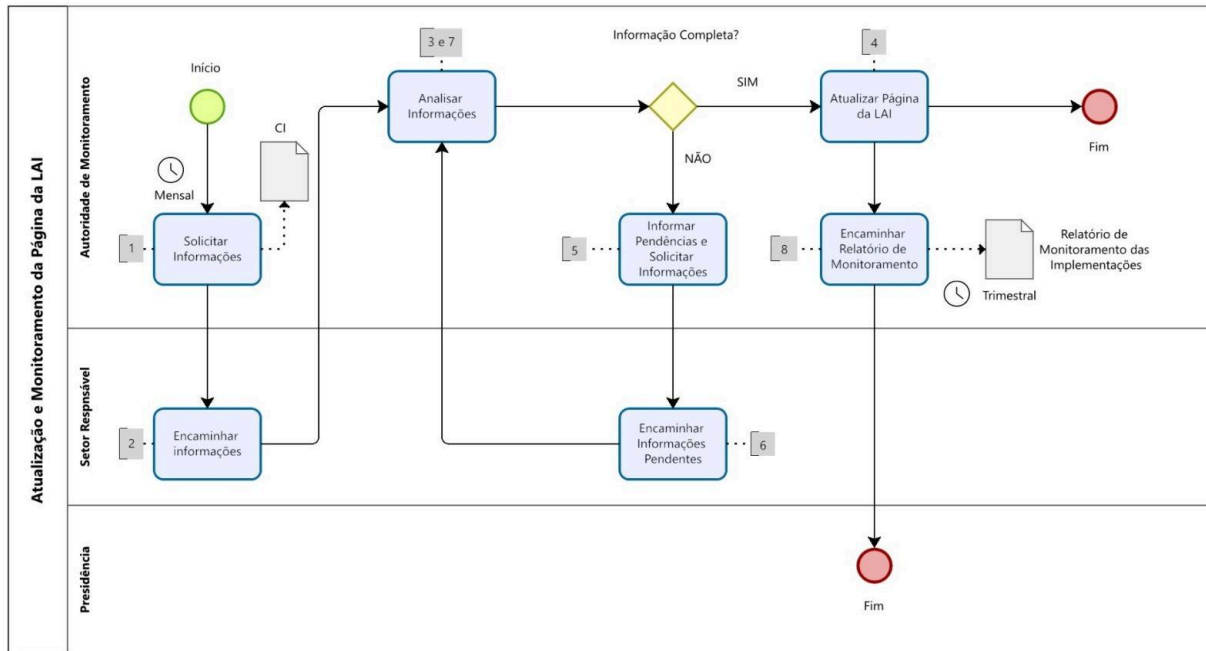 Atualização e Monitoramento da Página da LAI
Autoridade de Monitoramento
Início
Mensal
CI
1
Solicitar
Informações
3 e 7
Analisar
Informações
Informação Completa?
SIM
NÃO
4
Atualizar Página
da LAI
Fim
5
Informar
Pendências e
Solicitar
Informações
8
Encaminhar
Relatório de
Monitoramento
Relatório de
Monitoramento das
Implementações
Trimestral
Setor Respnsável
2
Encaminhar
informações
Encaminhar
Informações
Pendentes
6
Presidência
Fim